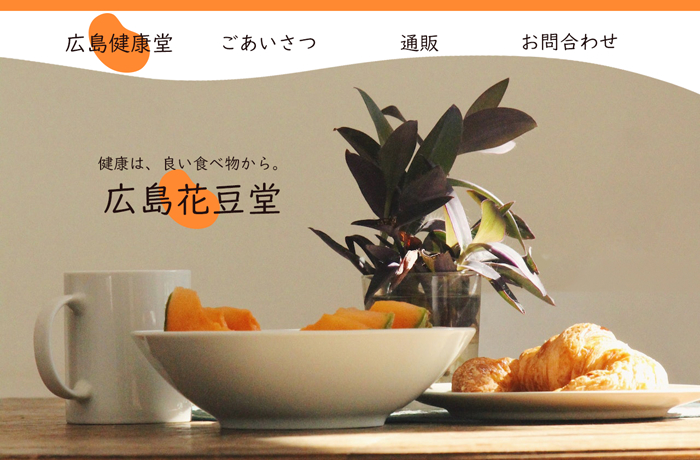 広島健康堂
ごあいさつ
通販
お問合わせ
健康は、良い食べ物から。
広島花豆堂